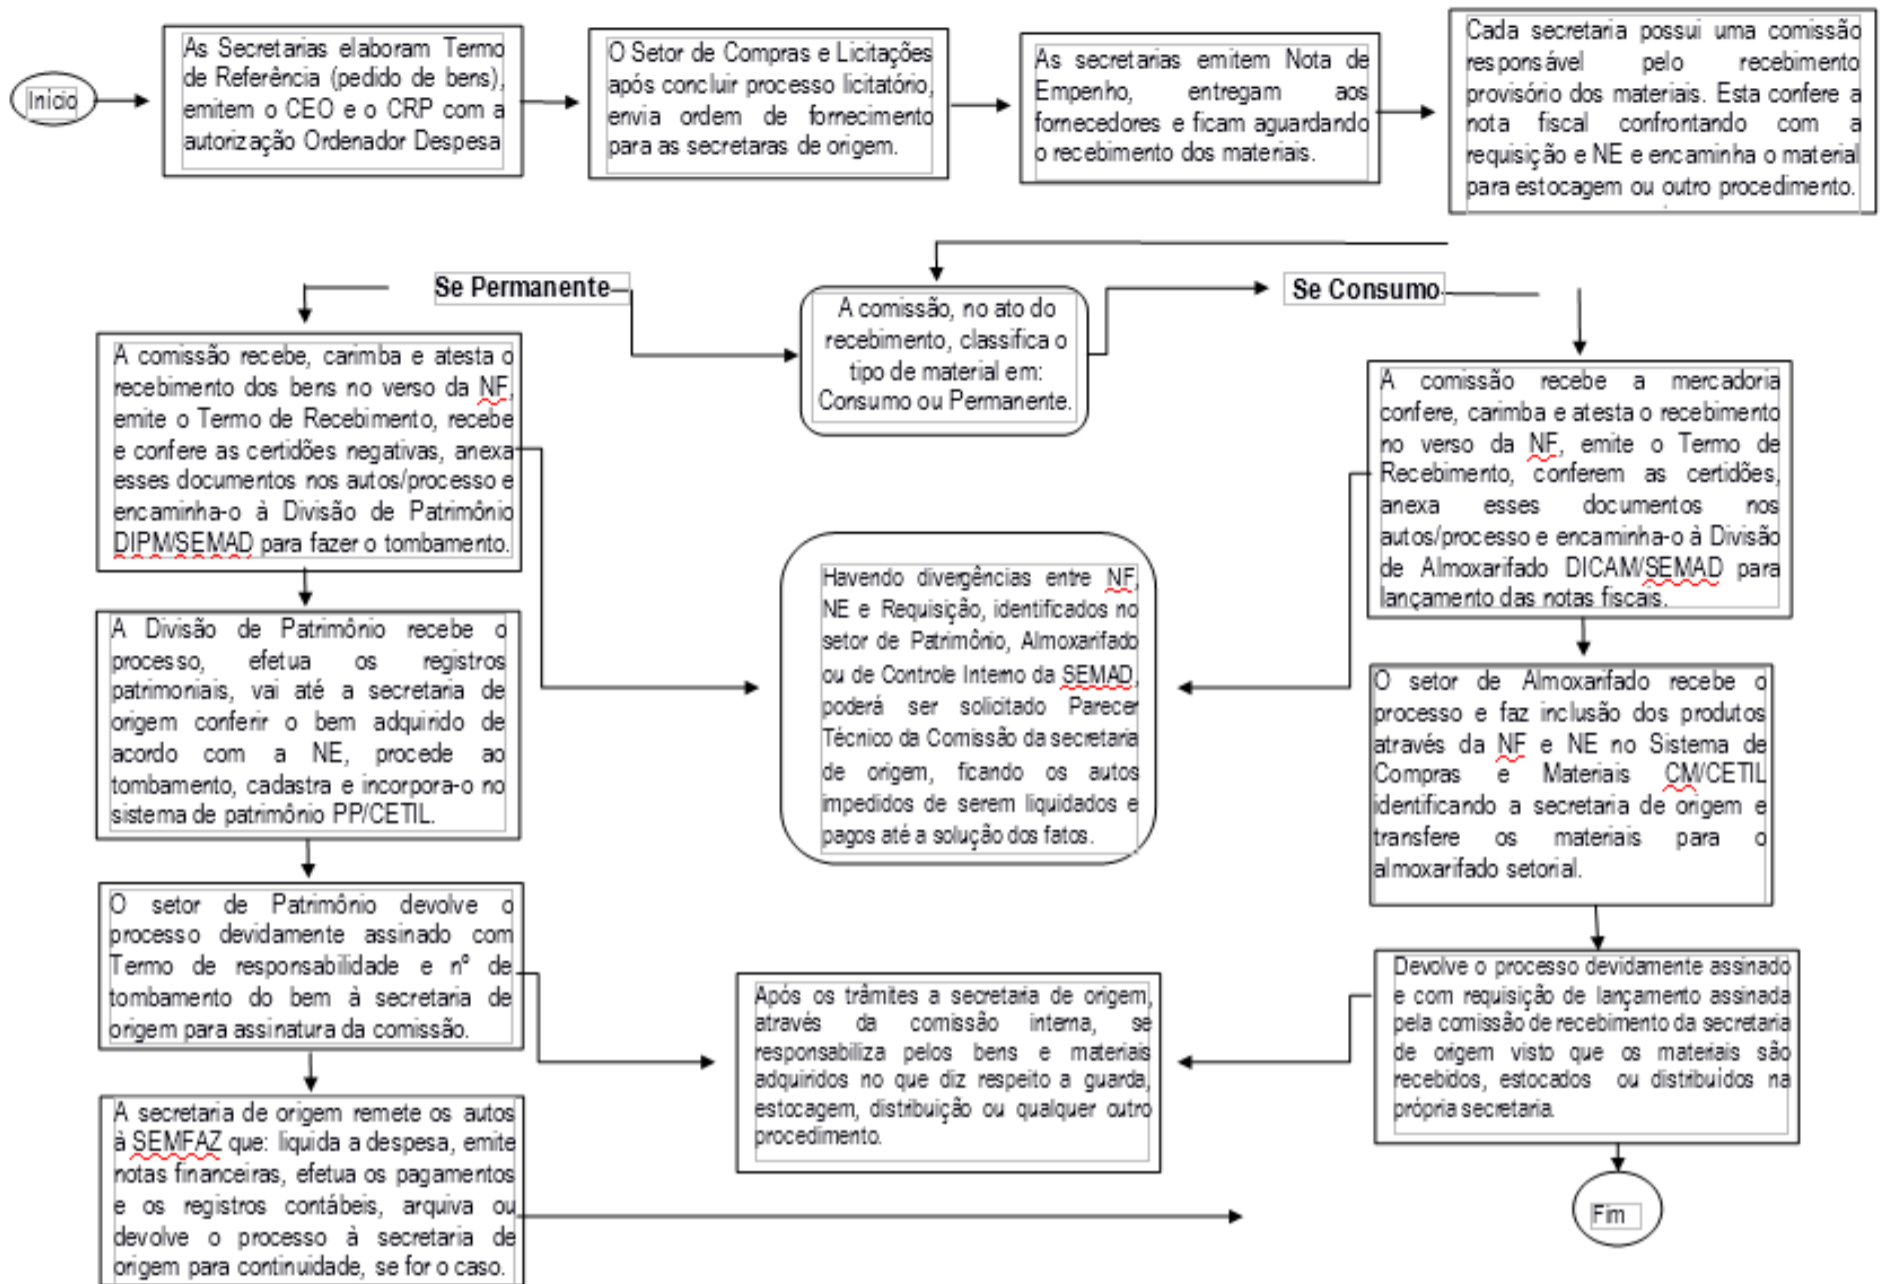 Início
As Secretarias elaboram Termo
de Referência (pedido de bens),
emitem o CEO e o CRP com a
autorização Ordenador Despesa
O Setor de Compras e Licitações
após concluir processo licitatório,
envia ordem de fornecimento
para as secretaras de origem.
As secretarias emitem Nota de
Empenho, entregam aos
fornecedores e ficam aguardando
o recebimento dos materiais.
Cada secretaria possui uma comissão
responsável pelo recebimento
provisório dos materiais. Esta confere a
nota fiscal confrontando com a
requisição e NE e encaminha o material
para estocagem ou outro procedimento.
Se Permanente
A comissão, no ato do
recebimento, classifica o
tipo de material em:
Consumo ou Permanente.
Se Consumo
A comissão recebe, carimba e atesta o
recebimento dos bens no verso da NF,
emite o Termo de Recebimento, recebe
e confere as certidões negativas, anexa
esses documentos nos autos/processo e
encaminha-o à Divisão de Patrimônio
DIPM/SEMAD para fazer o tombamento.
A comissão recebe a mercadoria
confere, carimba e atesta o recebimento
no verso da NF, emite o Termo de
Recebimento, conferem as certidões,
anexa esses documentos nos
autos/processo e encaminha-o à Divisão
de Almoxarifado DICAM/SEMAD para
lançamento das notas fiscais.
Havendo divergências entre NF,
NE e Requisição, identificados no
setor de Patrimônio, Almoxarifado
ou de Controle Interno da SEMAD,
poderá ser solicitado Parecer
Técnico da Comissão da secretaria
de origem, ficando os autos
impedidos de serem liquidados e
pagos até a solução dos fatos.
A Divisão de Patrimônio recebe o
processo, efetua os registros
patrimoniais, vai até a secretaria de
origem conferir o bem adquirido de
acordo com a NE, procede ao
tombamento, cadastra e incorpora-o no
sistema de patrimônio PP/CETIL.
O setor de Almoxarifado recebe o
processo e faz inclusão dos produtos
através da NF e NE no Sistema de
Compras e Materiais CM/CETIL
identificando a secretaria de origem e
transfere os materiais para o
almoxarifado setorial.
O setor de Patrimônio devolve o
processo devidamente assinado com
Termo de responsabilidade e nº de
tombamento do bem à secretaria de
origem para assinatura da comissão.
Após os trâmites a secretaria de origem,
através da comissão interna, se
responsabiliza pelos bens e materiais
adquiridos no que diz respeito a guarda,
estocagem, distribuição ou qualquer outro
procedimento.
Devolve o processo devidamente assinado
e com requisição de lançamento assinada
pela comissão de recebimento da secretaria
de origem visto que os materiais são
recebidos, estocados ou distribuídos na
própria secretaria.
A secretaria de origem remete os autos
à SEMFAZ que: liquida a despesa, emite
notas financeiras, efetua os pagamentos
e os registros contábeis, arquiva ou
devolve o processo à secretaria de
origem para continuidade, se for o caso.
Fim